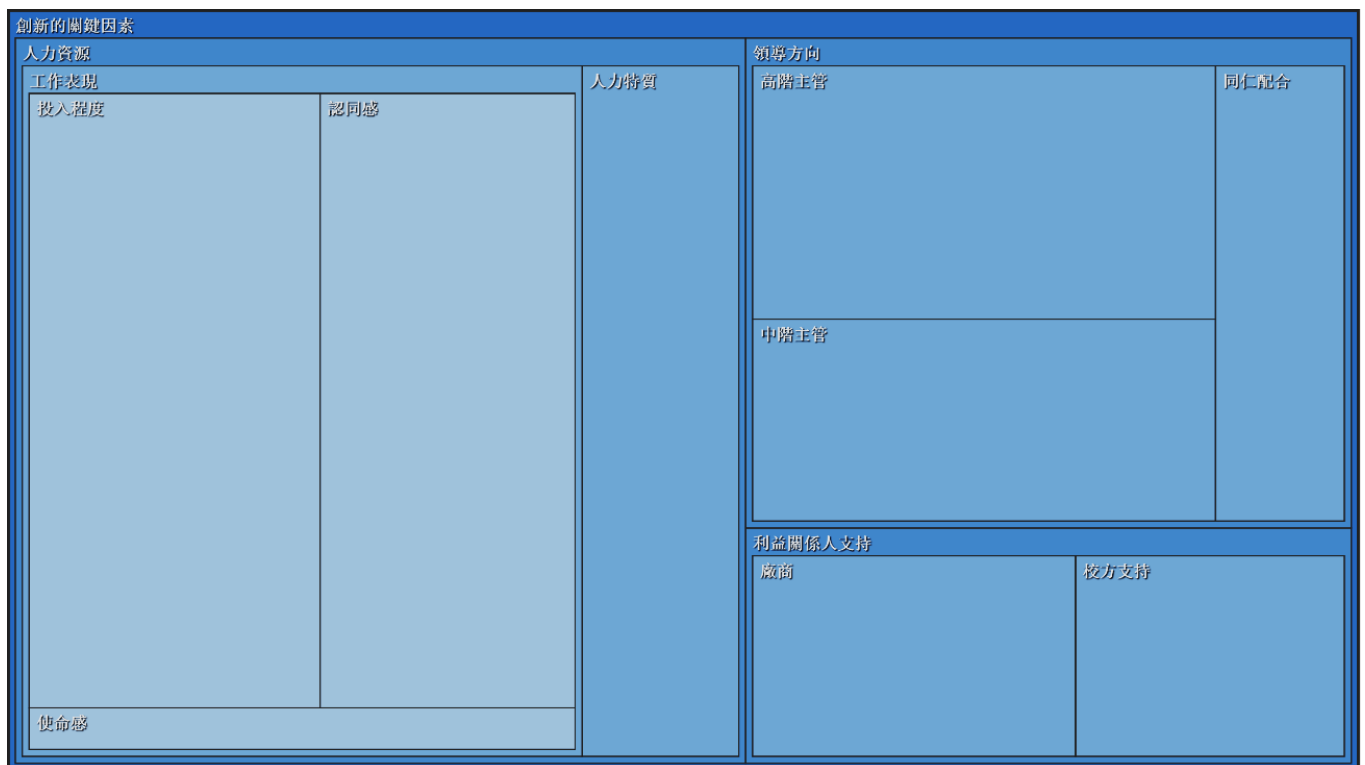 創新的關鍵因素
人力資源
工作表現
投入程度
認同感
使命感
人力特質
領導方向
高階主管
中階主管
同仁配合
利益關係人支持
廠商
校方支持